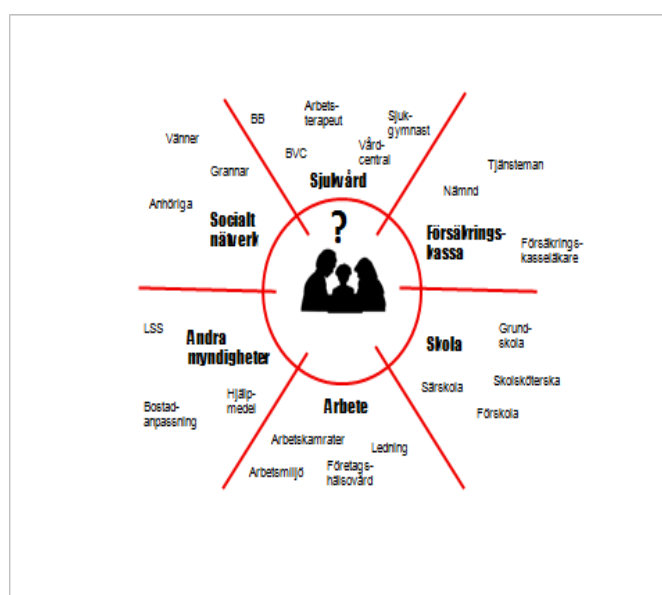 BB
Arbets-
terapeut
Sjuk-
gymnast
BVC
Vård-
central
Sjukvård
Vänner
Grannar
Anhöriga
Socialt
nätverk
?
Tjänsteman
Nämnd
Försäkrings-
kassa
Försäkrings-
kasseläkare
LSS
Andra
myndigheter
Hjälp-
medel
Bostad-
anpassning
Skola
Grund-
skola
Särskola
Skolsköterska
Förskola
Arbete
Arbetskamrater
Ledning
Arbetsmiljö
Företags-
hälsovård